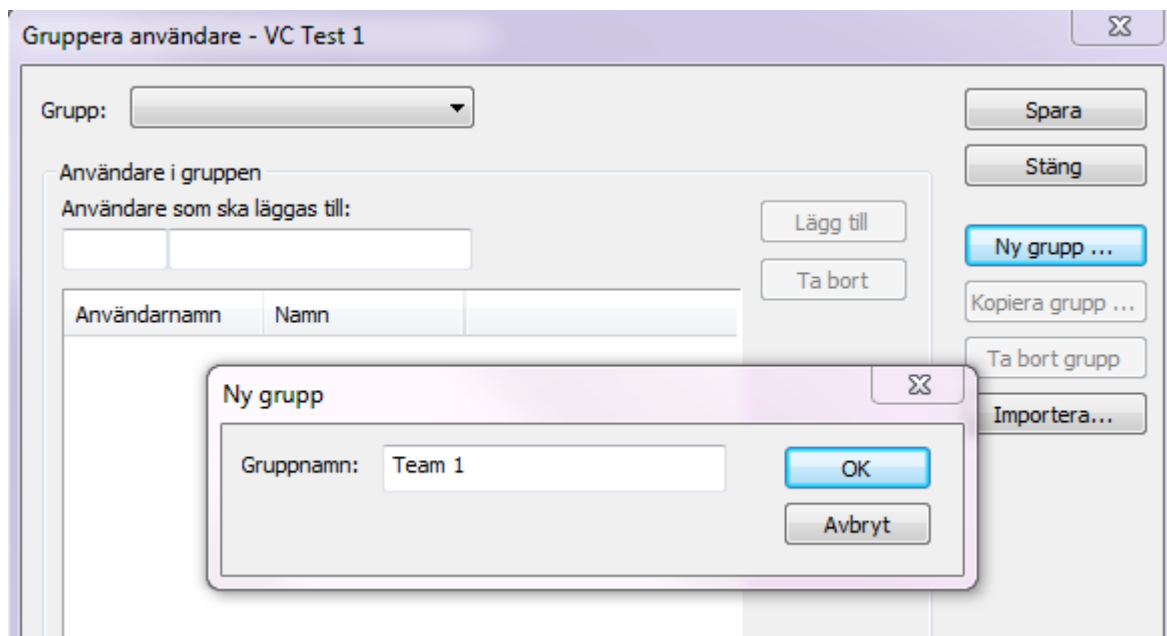 Gruppera användare - VC Test 1
Grupp:
Spara
Stäng
Användare i gruppen
Användare som ska läggas till:
Lägg till
Ta bort
Ny grupp ...
Kopiera grupp ...
Ta bort grupp
Importera...
Användarnamn Namn
Ny grupp
Gruppnamn: Team 1
OK
Avbryt